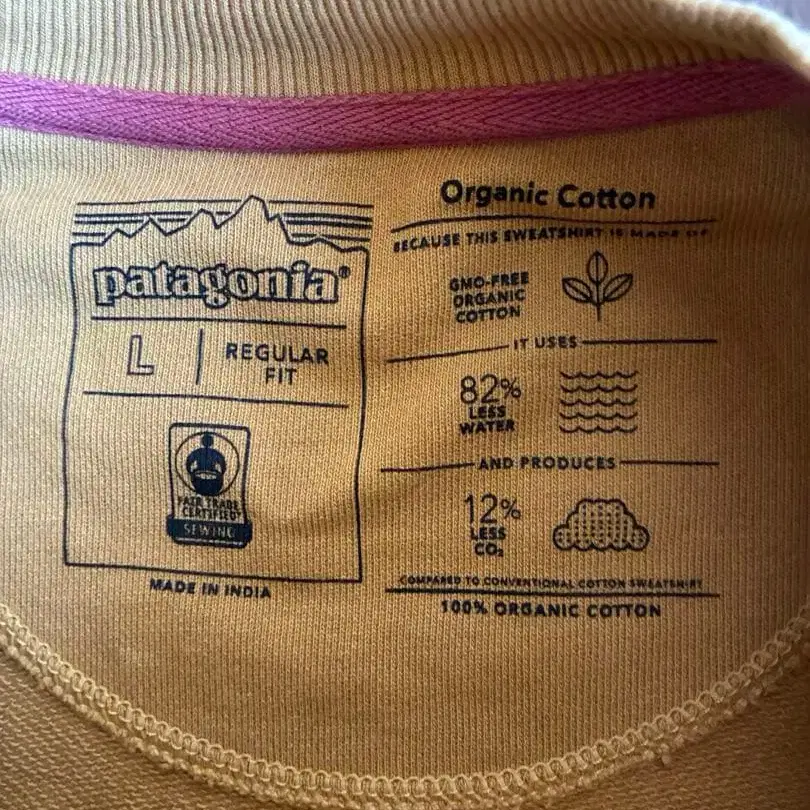 patagonia®
L
REGULAR
FIT
FAIR TRADE
CERTIFIED
SEWING
MADE IN INDIA
Organic Cotton
BECAUSE THIS SWEATSHIRT IS MADE OF
GMO-FREE
ORGANIC
COTTON
IT USES
82%
LESS
WATER
AND PRODUCES
12%
LESS
CO₂
COMPARED TO CONVENTIONAL COTTON SWEATSHIRT
100% ORGANIC COTTON